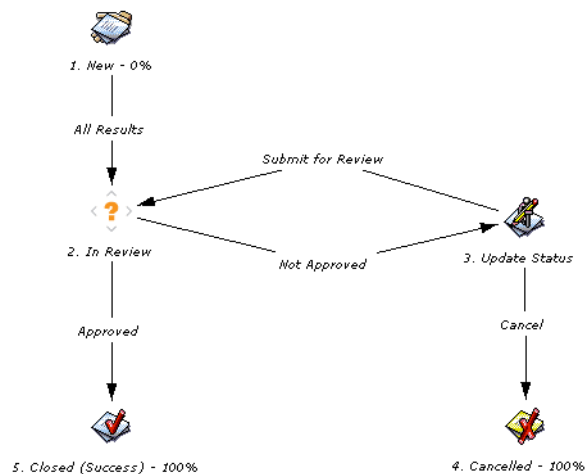 1. New - 0%
All Results
Submit for Review
2. In Review
Not Approved
3. Update Status
Approved
Cancel
5. Closed (Success) - 100%
4. Cancelled - 100%